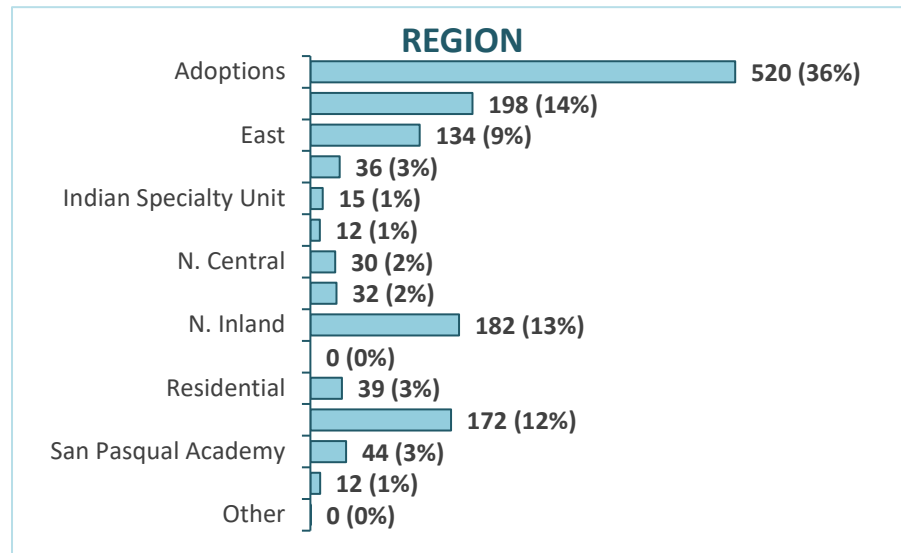 REGION
Adoptions 520 (36%)
198 (14%)
East 134 (9%)
36 (3%)
Indian Specialty Unit 15 (1%)
12 (1%)
N. Central 30 (2%)
32 (2%)
N. Inland 182 (13%)
0 (0%)
Residential 39 (3%)
172 (12%)
San Pasqual Academy 44 (3%)
12 (1%)
Other 0 (0%)